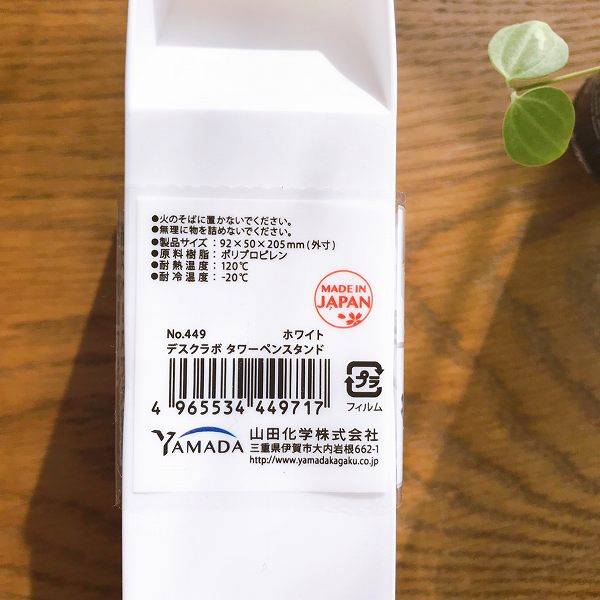 ●火のそばに置かないでください。
●無理に物を詰めないでください。
●製品サイズ：92×50×205mm(外寸)
●原料樹脂：ポリプロピレン
●耐熱温度：120℃
●耐冷温度：-20℃
MADE IN
JAPAN
No.449 ホワイト
デスクラボ タワーペンスタンド
4 965534 449717
プラ
フィルム
YAMADA
山田化学株式会社
三重県伊賀市大内岩根662-1
http://www.yamadakagaku.co.jp